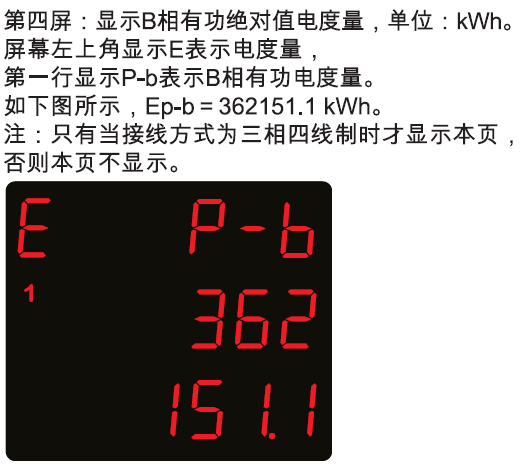 第四屏：显示B相有功绝对值电度量，单位：kWh。
屏幕左上角显示E表示电度量，
第一行显示P-b表示B相有功电度量。
如下图所示，Ep-b = 362151.1 kWh。
注：只有当接线方式为三相四线制时才显示本页，
否则本页不显示。
E P-b
1 362
151.1